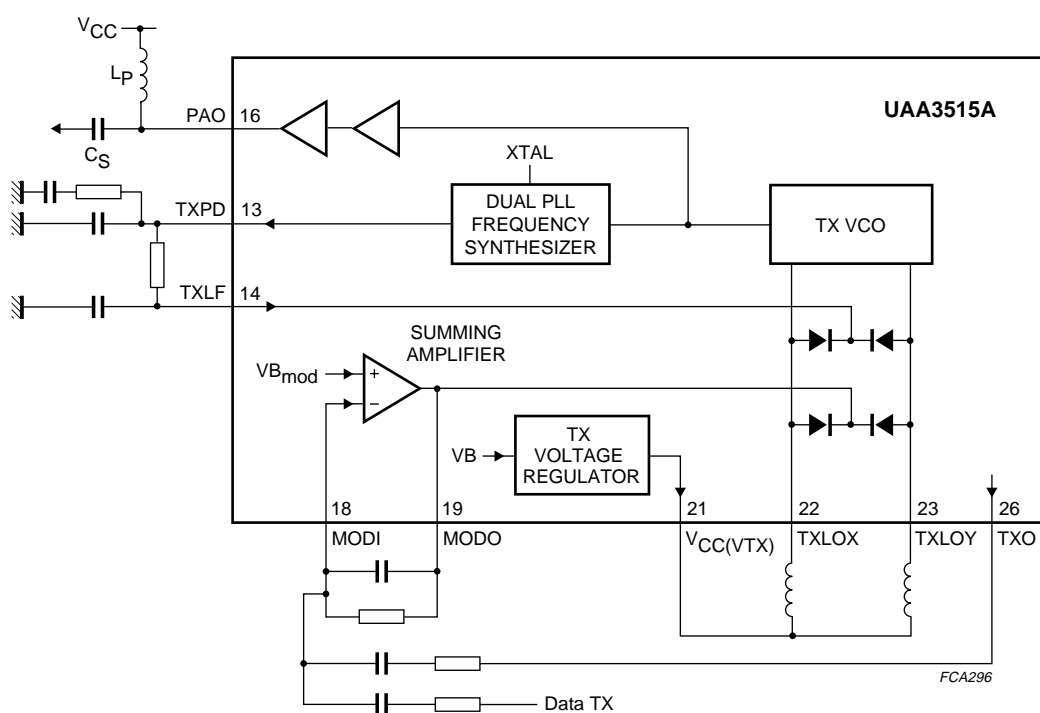 VCC
LP
PAO
16
UAA3515A
CS
XTAL
DUAL PLL
FREQUENCY
SYNTHESIZER
TX VCO
TXPD
13
TXLF
14
SUMMING
AMPLIFIER
VBmod
+
−
VB
TX
VOLTAGE
REGULATOR
18
19
21
22
23
26
MODI
MODO
VCC(VTX)
TXLOX
TXLOY
TXO
FCA296
Data TX